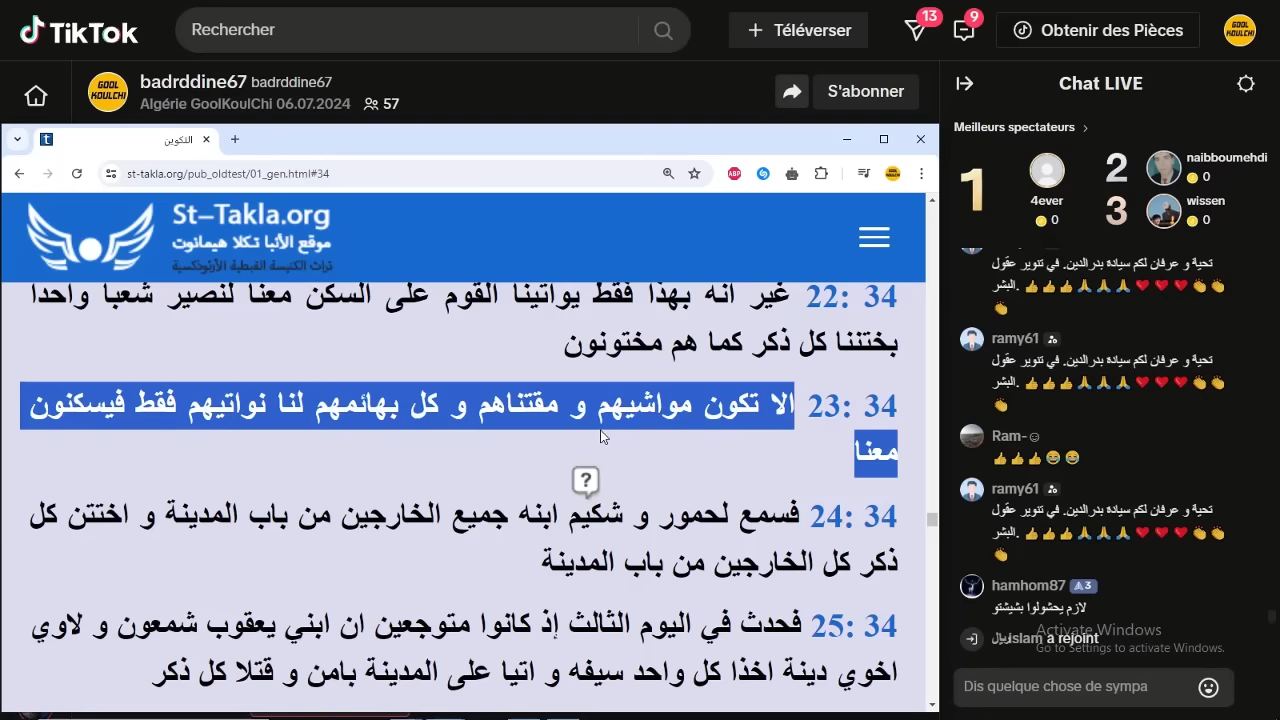 TikTok
Rechercher
Téléverser
13
9
Obtenir des Pièces
GOOL KOULCHI
GOOL KOULCHI
badrddine67 badrddine67
Algérie GoolKoulChi 06.07.2024 57
S'abonner
Chat LIVE
التكوين
st-takla.org/pub_oldtest/01_gen.html#34
ABP
St-Takla.org
موقع الأنبا تكلا هيمانوت
تراث الكنيسة القبطية الأرثوذكسية
34 :22 غير انه بهذا فقط يواتينا القوم على السكن معنا لنصير شعبا واحدا
بختننا كل ذكر كما هم مختونون
34 :23 الا تكون مواشيهم و مقتناهم و كل بهائمهم لنا نواتيهم فقط فيسكنون
معنا
?
34 :24 فسمع لحمور و شكيم ابنه جميع الخارجين من باب المدينة و اختتن كل
ذكر كل الخارجين من باب المدينة
34 :25 فحدث في اليوم الثالث إذ كانوا متوجعين ان ابني يعقوب شمعون و لاوي
اخوي دينة اخذا كل واحد سيفه و اتيا على المدينة بامن و قتلا كل ذكر
Meilleurs spectateurs
1
4ever
0
2
naibboumehdi
0
3
wissen
0
تحية و عرفان لكم سيادة بدرالدين. في تنوير عقول
البشر. 👍👍👍🙏🙏🙏❤️❤️❤️👏👏
👏
ramy61
تحية و عرفان لكم سيادة بدرالدين. في تنوير عقول
البشر. 👍👍👍🙏🙏🙏❤️❤️❤️👏👏
👏
Ram-☺
👍👍👍😂😂
ramy61
تحية و عرفان لكم سيادة بدرالدين. في تنوير عقول
البشر. 👍👍👍🙏🙏🙏❤️❤️❤️👏👏
👏
hamhom87 3
لازم يحشولوا بشيشتو
islam﷼ a rejoint
Activate Windows
Go to Settings to activate Windows.
Dis quelque chose de sympa